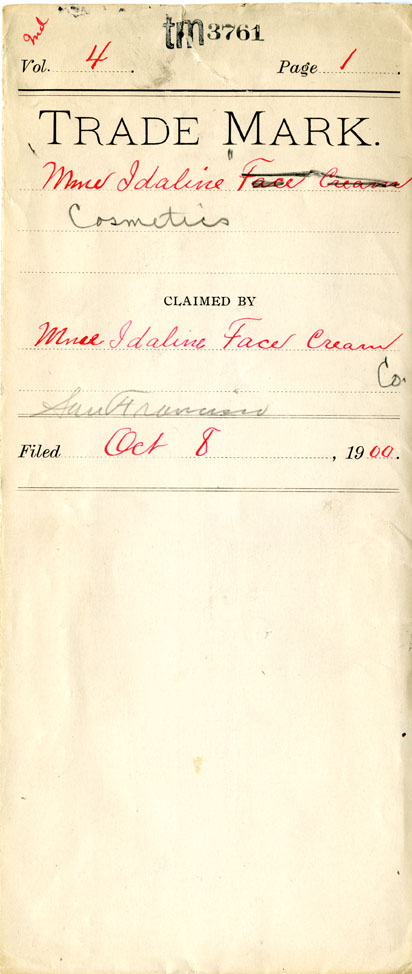 Ind
tm3761
Vol. 4. Page 1.
TRADE MARK.
"Mme Idaline Face Cream
Cosmetics
CLAIMED BY
Mme Idaline Face Cream
Co.
San Francisco
Filed Oct 8, 1900.